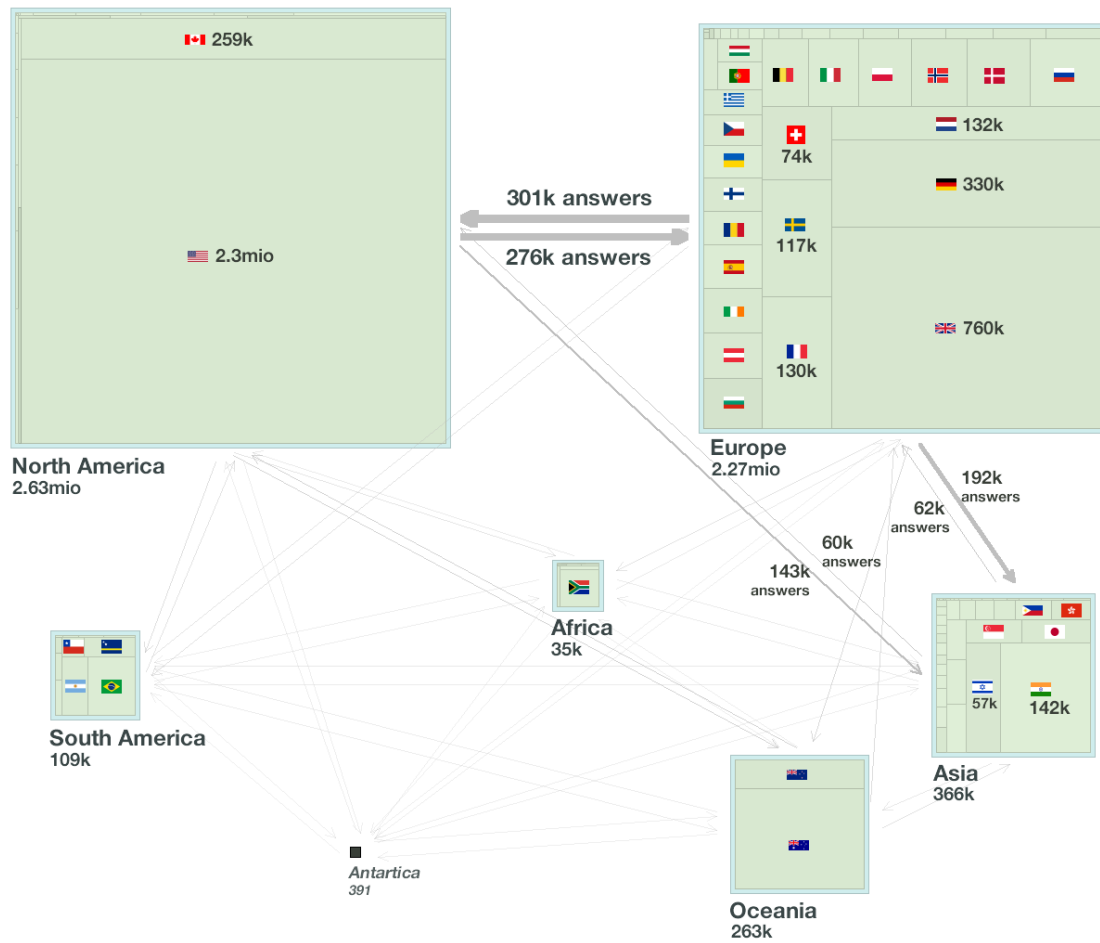 259k
2.3mio
North America
2.63mio
301k answers
276k answers
132k
74k
330k
117k
760k
130k
Europe
2.27mio
192k
answers
62k
answers
60k
answers
143k
answers
Africa
35k
South America
109k
57k
142k
Asia
366k
Antartica
391
Oceania
263k